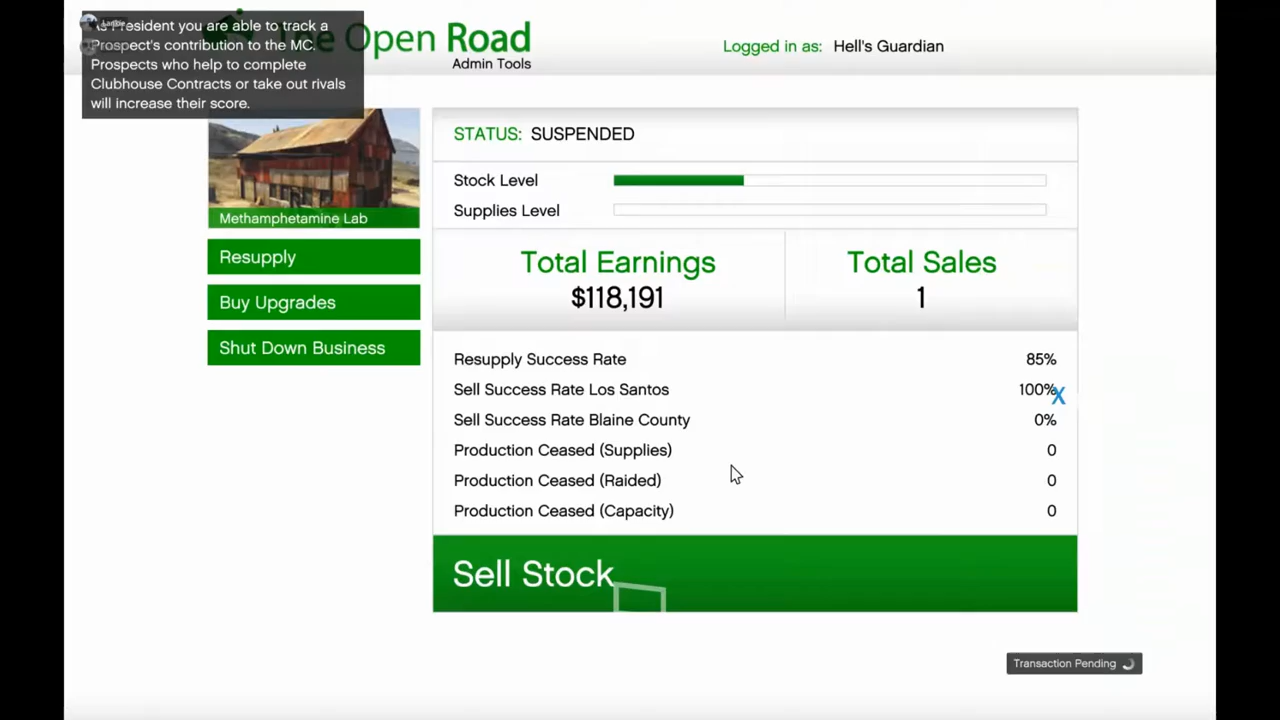 As President you are able to track a
Prospect's contribution to the MC.
Prospects who help to complete
Clubhouse Contracts or take out rivals
will increase their score.
Open Road
Admin Tools
Logged in as: Hell's Guardian
Methamphetamine Lab
Resupply
Buy Upgrades
Shut Down Business
STATUS: SUSPENDED
Stock Level
Supplies Level
Total Earnings
$118,191
Total Sales
1
Resupply Success Rate 85%
Sell Success Rate Los Santos 100%
X
Sell Success Rate Blaine County 0%
Production Ceased (Supplies) 0
Production Ceased (Raided) 0
Production Ceased (Capacity) 0
Sell Stock
Transaction Pending